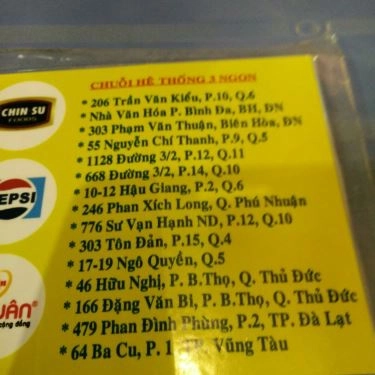 CHUỖI HỆ THỐNG 3 NGON
* 206 Trần Văn Kiểu, P.10, Q.6
* Nhà Văn Hóa P. Bình Đa, BH, ĐN
* 303 Phạm Văn Thuận, Biên Hòa, ĐN
* 55 Nguyễn Chí Thanh, P.9, Q.5
* 1128 Đường 3/2, P.12, Q.11
* 668 Đường 3/2, P.14, Q.10
* 10-12 Hậu Giang, P.2, Q.6
* 246 Phan Xích Long, Q. Phú Nhuận
* 776 Sư Vạn Hạnh ND, P.12, Q.10
* 303 Tôn Đản, P.15, Q.4
* 17-19 Ngô Quyền, Q.5
* 46 Hữu Nghị, P. B.Thọ, Q. Thủ Đức
* 166 Đặng Văn Bi, P. B.Thọ, Q. Thủ Đức
* 479 Phan Đình Phùng, P.2, TP. Đà Lạt
* 64 Ba Cu, P. 1, TP. Vũng Tàu
CHIN SU
FOODS
EPSI
UÂN®
cộng đồng